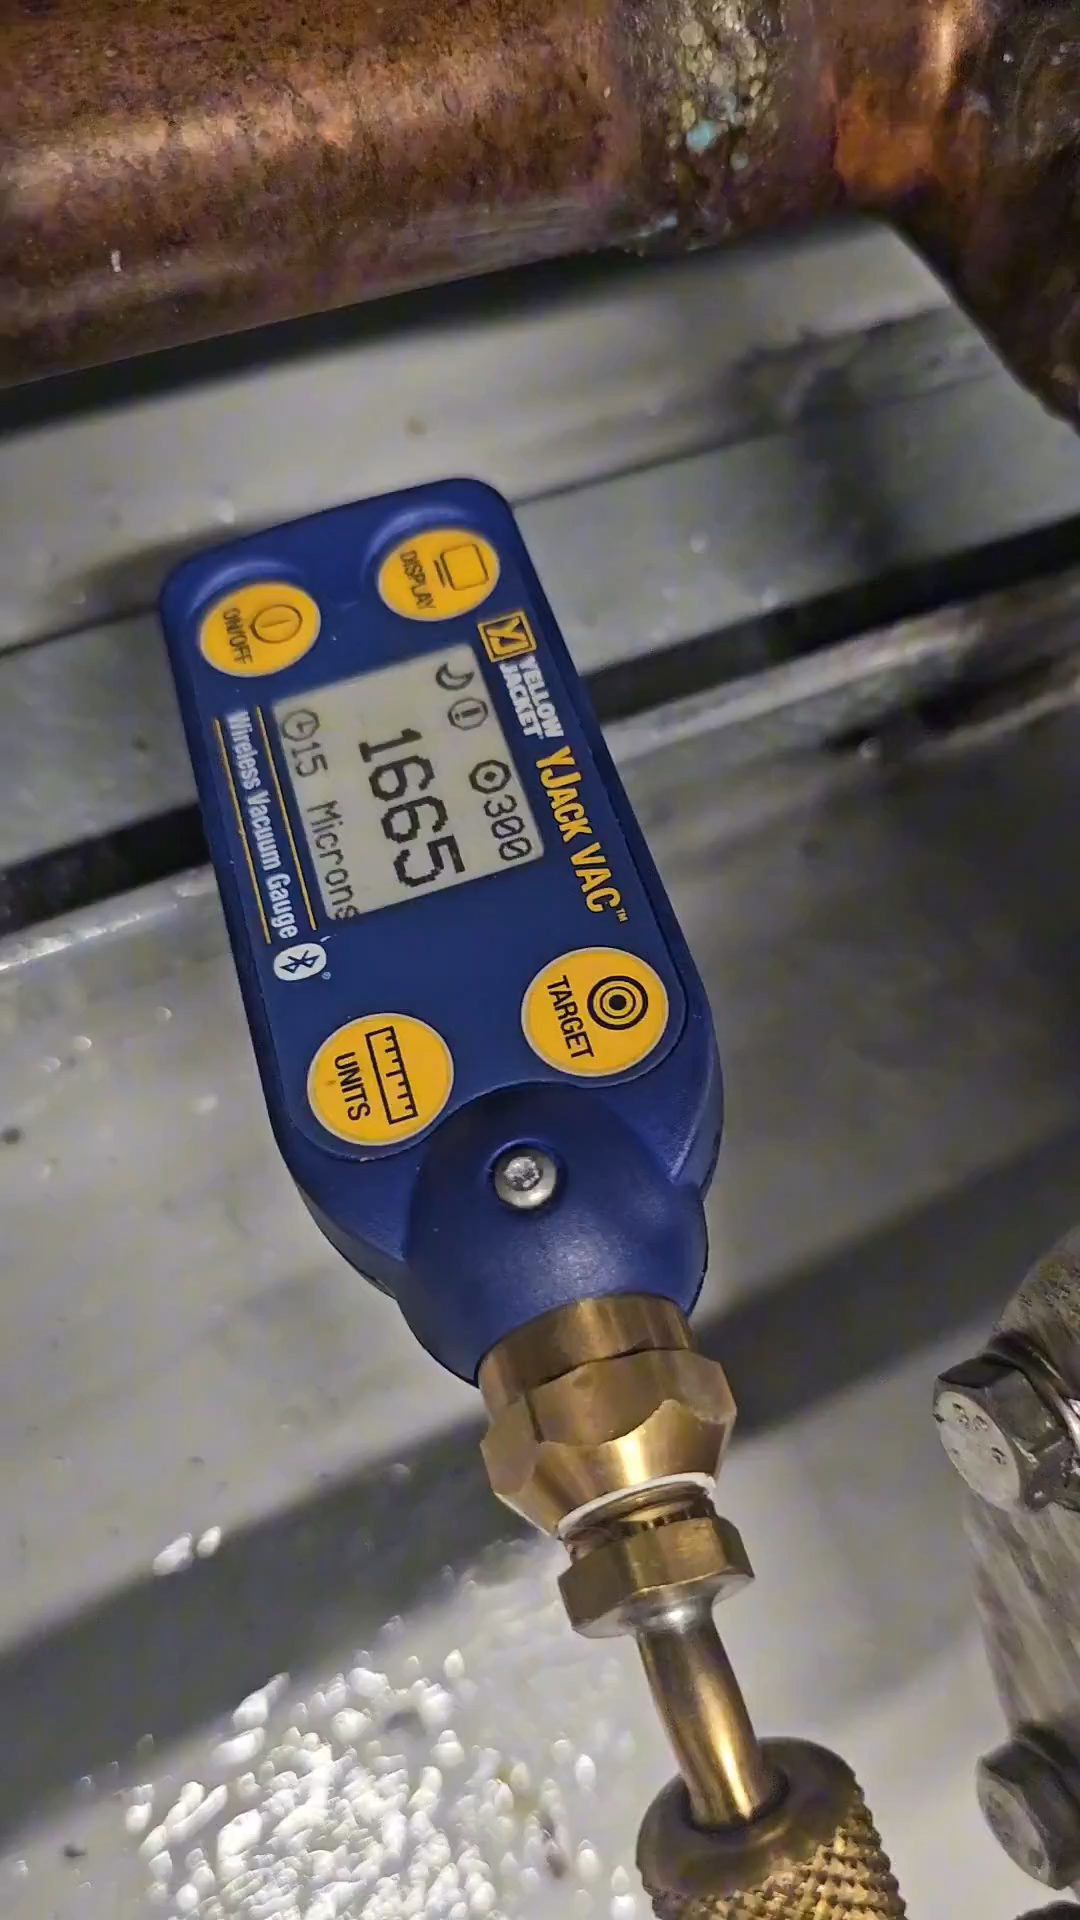 ON/OFF
DISPLAY
YELLOW
JACKET
YJACK VAC™
300
1665
15 Microns
Wireless Vacuum Gauge
®
TARGET
UNITS